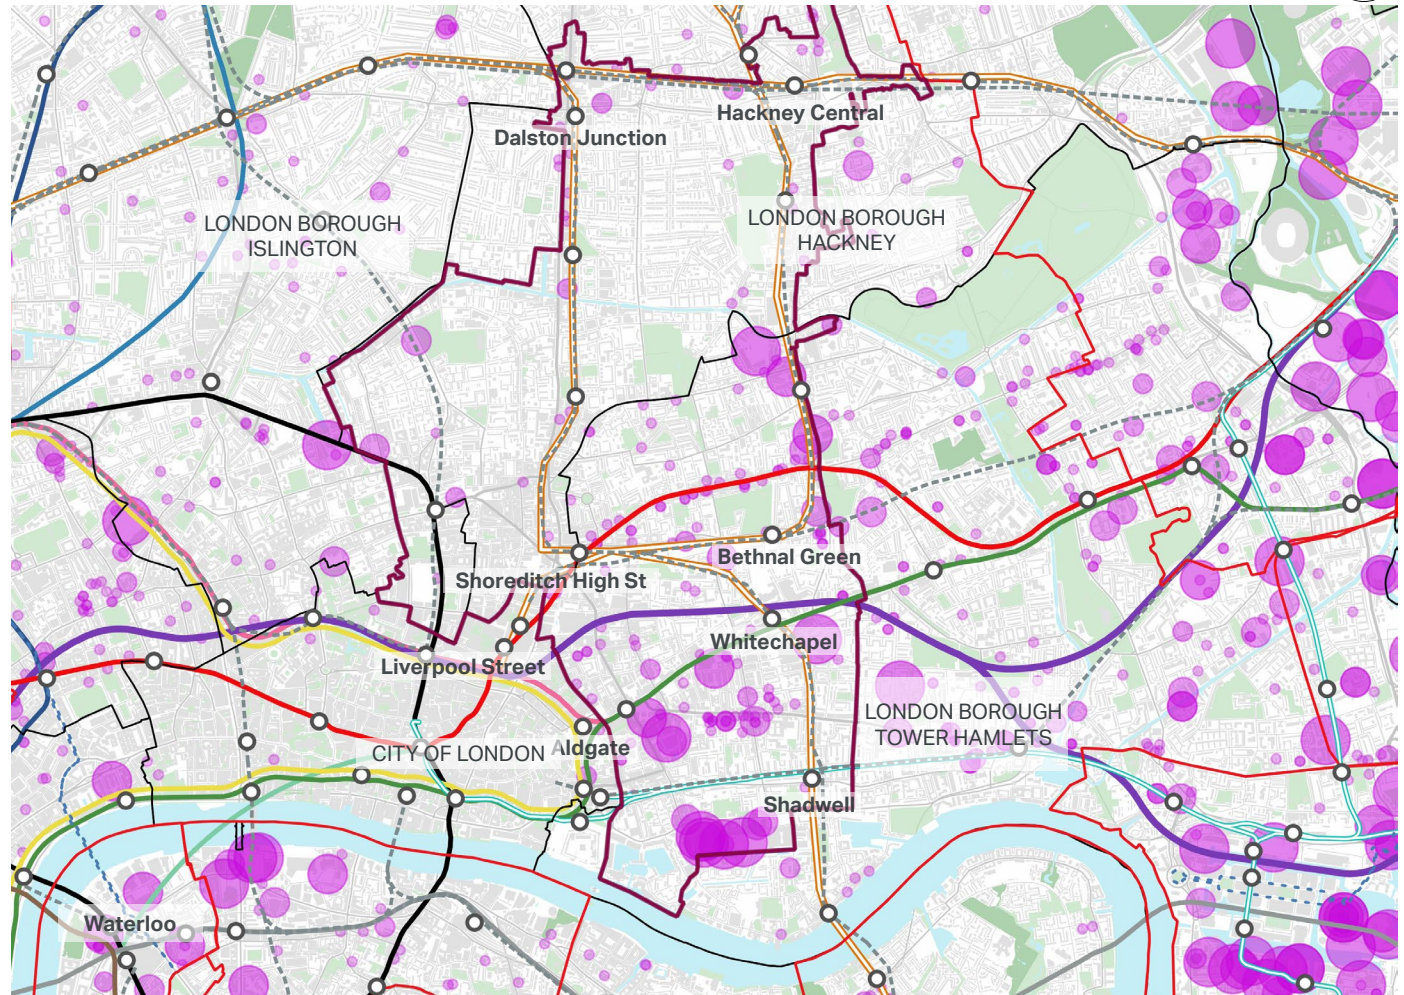 Hackney Central
Dalston Junction
LONDON BOROUGH
ISLINGTON
LONDON BOROUGH
HACKNEY
Bethnal Green
Shoreditch High St
Whitechapel
Liverpool Street
LONDON BOROUGH
TOWER HAMLETS
CITY OF LONDON
Aldgate
Shadwell
Waterloo